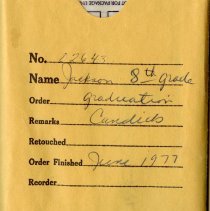 No. 12643
Name Jackson 8th Grade
Order graduation
Remarks Candids
Retouched
Order Finished June 1977
Reorder